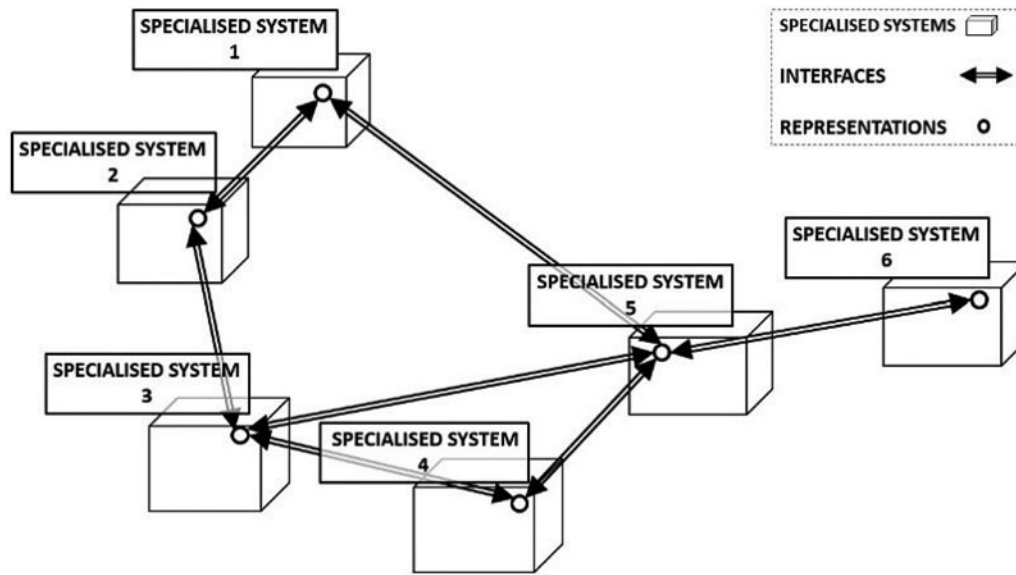 SPECIALISED SYSTEM
1
SPECIALISED SYSTEMS
INTERFACES
REPRESENTATIONS
SPECIALISED SYSTEM
2
SPECIALISED SYSTEM
6
SPECIALISED SYSTEM
5
SPECIALISED SYSTEM
3
SPECIALISED SYSTEM
4